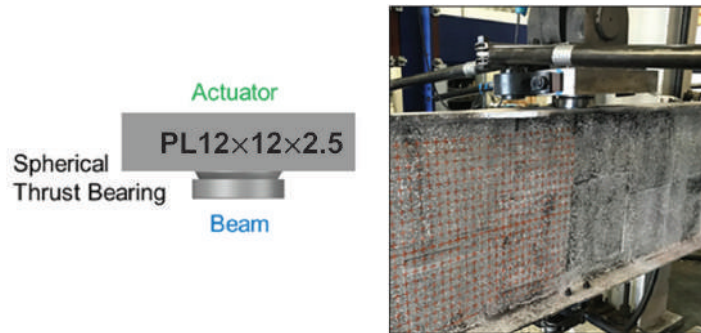 Actuator
PL12×12×2.5
Spherical
Thrust Bearing
Beam